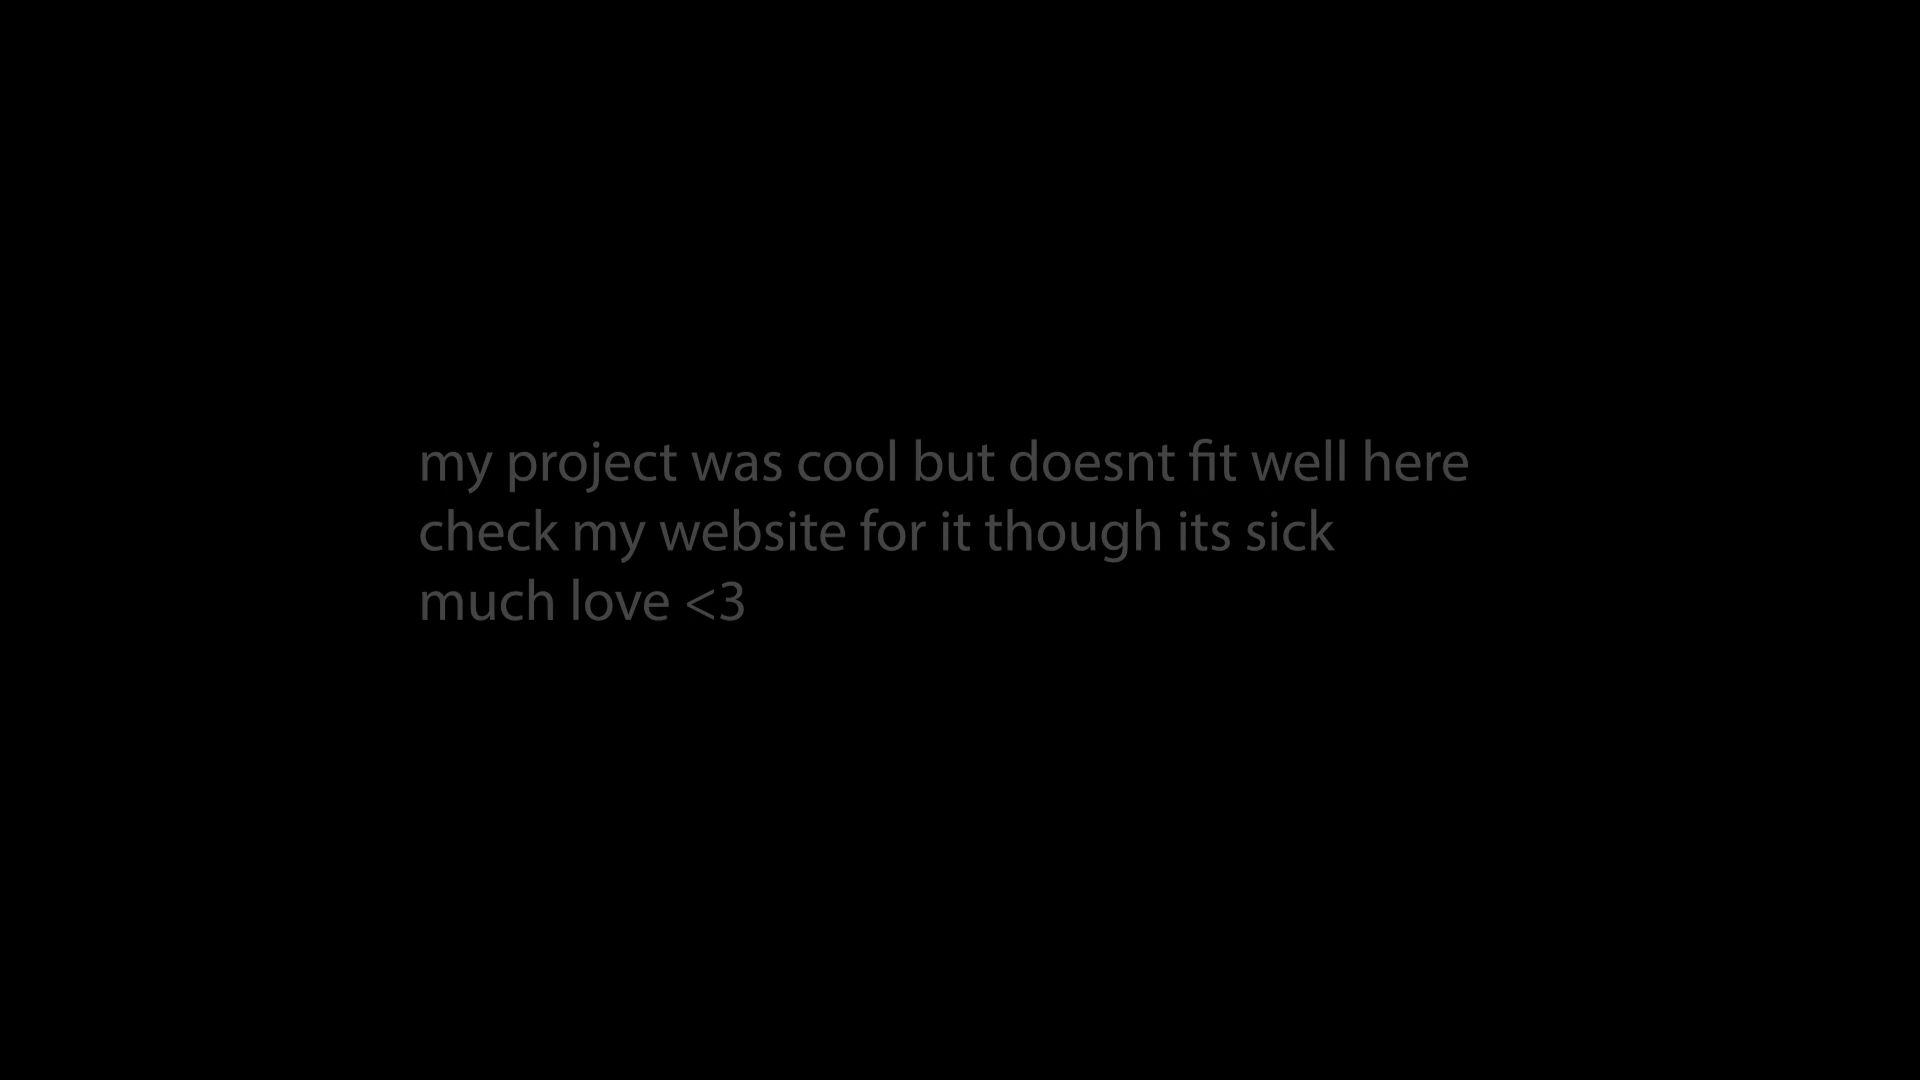 my project was cool but doesnt fit well here
check my website for it though its sick
much love <3